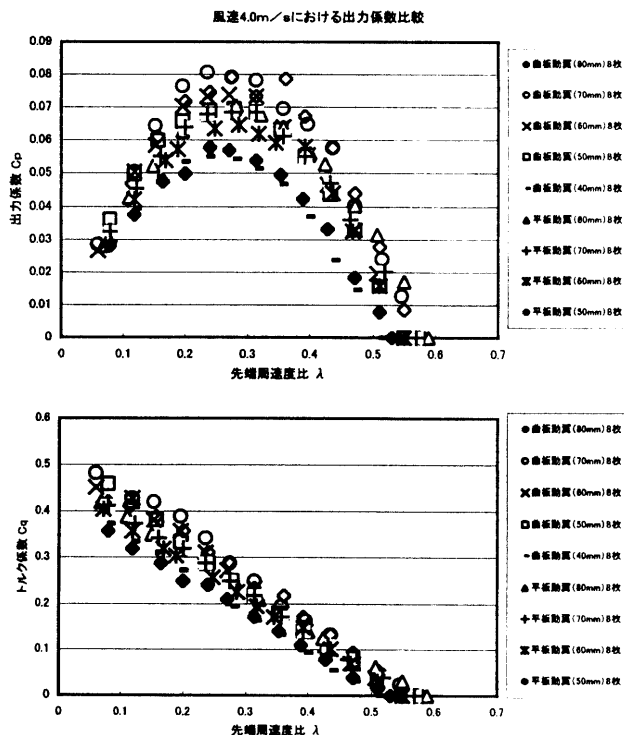 風速4.0m／sにおける出力係数比較
出力係数 Cp
0.09
0.08
0.07
0.06
0.05
0.04
0.03
0.02
0.01
0
0
0.1
0.2
0.3
0.4
0.5
0.6
0.7
先端周速度比 λ
曲板動翼(80mm)8枚
曲板動翼(70mm)8枚
曲板動翼(60mm)8枚
曲板動翼(50mm)8枚
曲板動翼(40mm)8枚
平板動翼(80mm)8枚
平板動翼(70mm)8枚
平板動翼(60mm)8枚
平板動翼(50mm)8枚
トルク係数 Cq
0.6
0.5
0.4
0.3
0.2
0.1
0
0
0.1
0.2
0.3
0.4
0.5
0.6
0.7
先端周速度比 λ
曲板動翼(80mm)8枚
曲板動翼(70mm)8枚
曲板動翼(60mm)8枚
曲板動翼(50mm)8枚
曲板動翼(40mm)8枚
平板動翼(80mm)8枚
平板動翼(70mm)8枚
平板動翼(60mm)8枚
平板動翼(50mm)8枚